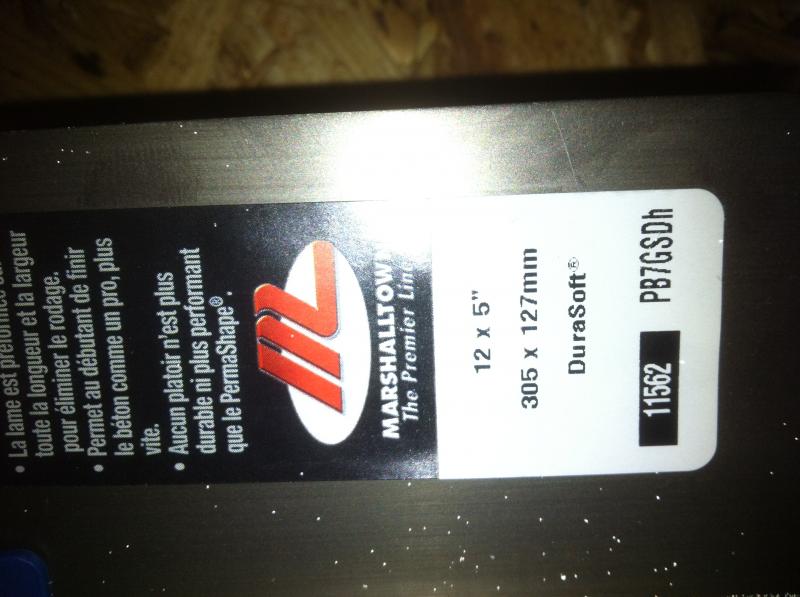 • La lame est
toute la longueur et la largeur
pour éliminer le rodage.
• Permet au débutant de finir
le béton comme un pro, plus
vite.
• Aucun platoir n'est plus
durable ni plus performant
que le PermaShape®.
MARSHALLTOWN
The Premier Line
12 x 5"
305 x 127mm
DuraSoft®
11562 PB7GSDh